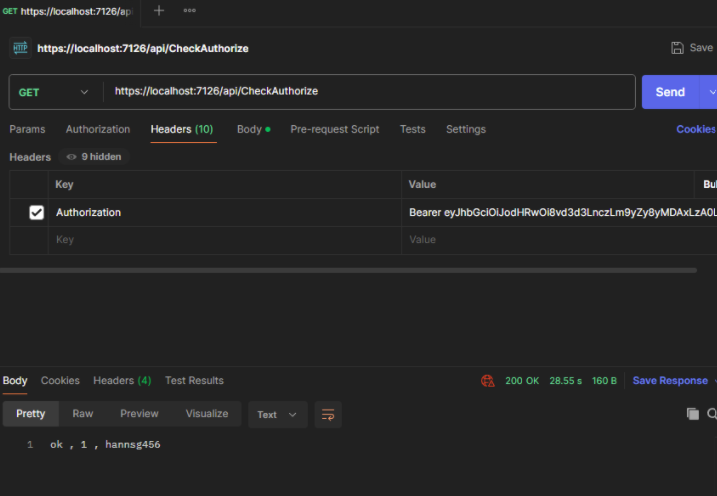 GET https://localhost:7126/api
HTTP https://localhost:7126/api/CheckAuthorize Save
GET https://localhost:7126/api/CheckAuthorize Send
Params Authorization Headers (10) Body Pre-request Script Tests Settings Cookies
Headers 9 hidden
Key Value Bul
Authorization Bearer eyJhbGciOiJodHRwOi8vd3d3LnczLm9yZy8yMDAxLzA0L
Key Value
Body Cookies Headers (4) Test Results 200 OK 28.55 s 160 B Save Response
Pretty Raw Preview Visualize Text
1 ok , 1 , hannsg456